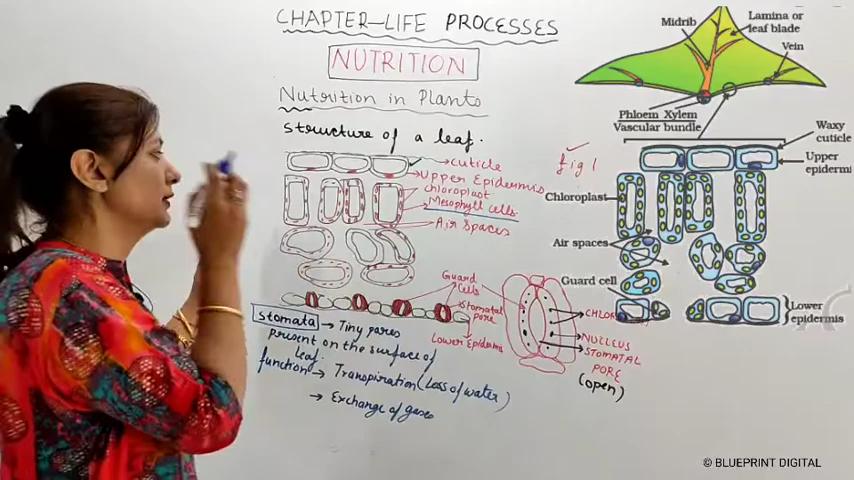 CHAPTER-LIFE PROCESSES
NUTRITION
Nutrition in Plants
Structure of a leaf.
cuticle
Upper Epidermis
chloroplast
Mesophyll cells
Air Spaces
Guard
Cells
Stomatal
pore
Lower Epidermis
stomata → Tiny pores
present on the surface of
leaf.
function → Transpiration (Loss of water)
→ Exchange of gases
CHLOR
NUCLEUS
STOMATAL
PORE
(open)
fig 1
Midrib
Lamina or
leaf blade
Vein
Phloem Xylem
Vascular bundle
Waxy
cuticle
Upper
epidermi
Chloroplast
Air spaces
Guard cell
Lower
epidermis
© BLUEPRINT DIGITAL